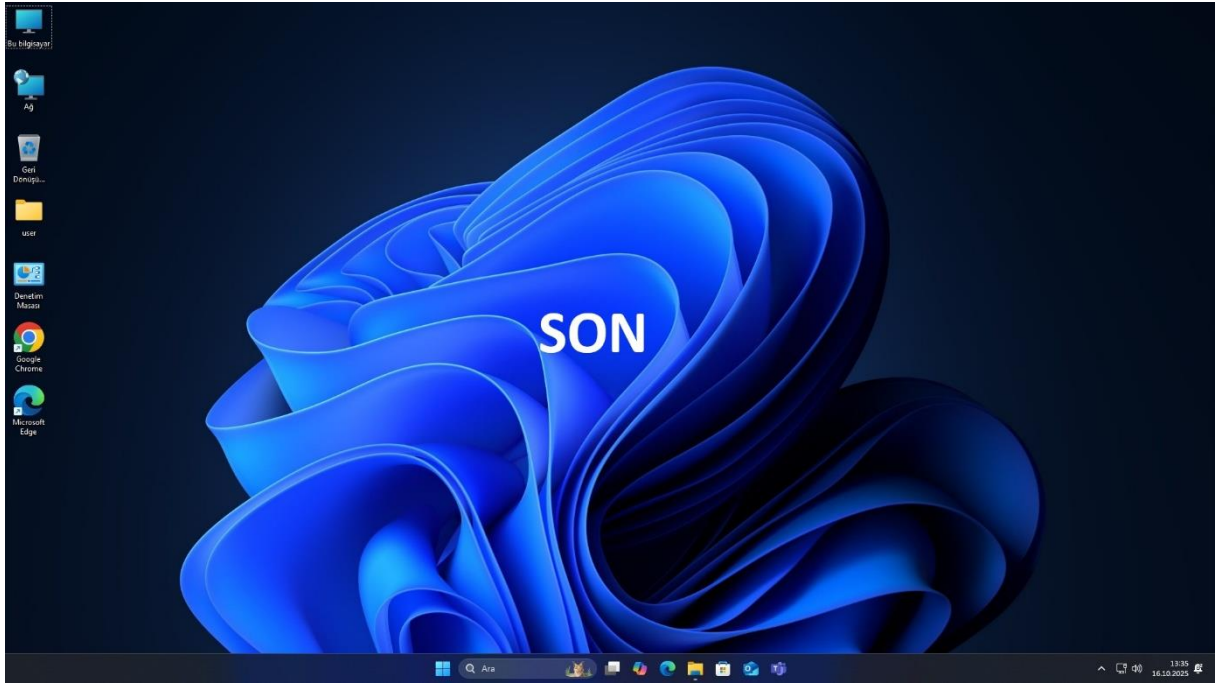 Bu bilgisayar
Ağ
Geri
Dönüşü...
user
Denetim
Masası
Google
Chrome
Microsoft
Edge
SON
Ara
13:35
16.10.2025